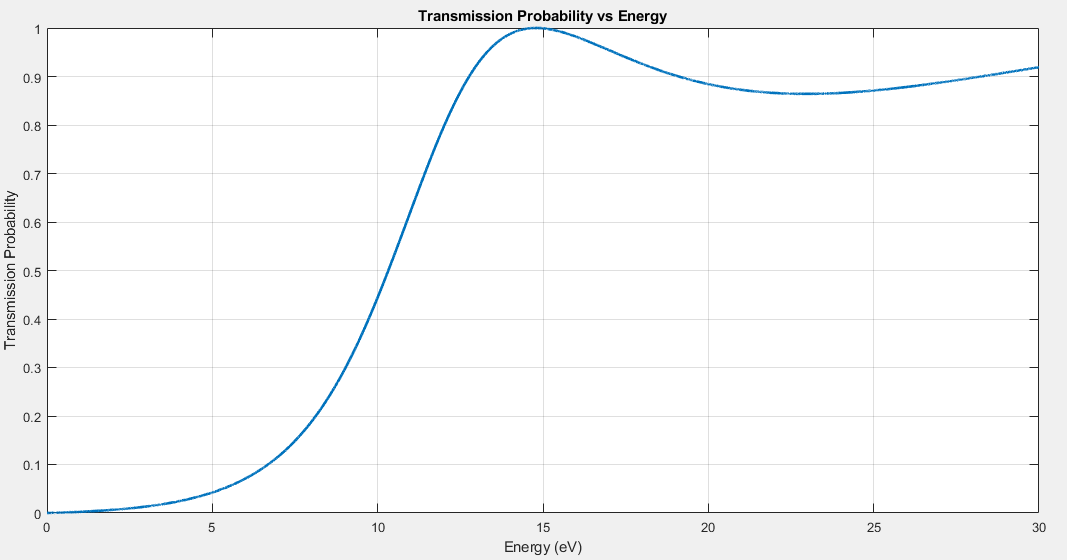 Transmission Probability vs Energy
1
0.9
0.8
0.7
0.6
0.5
0.4
0.3
0.2
0.1
0
Transmission Probability
0 5 10 15 20 25 30
Energy (eV)